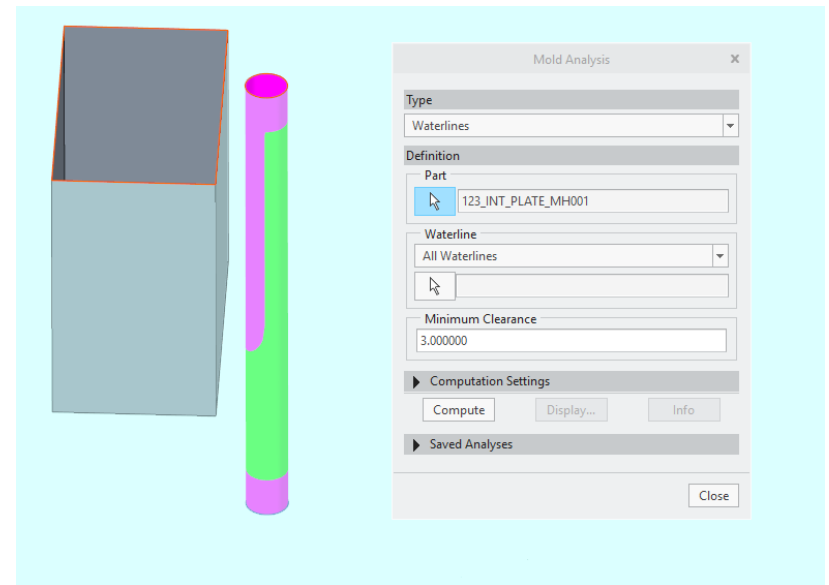 Mold Analysis x
Type
Waterlines
Definition
Part
123_INT_PLATE_MH001
Waterline
All Waterlines
Minimum Clearance
3.000000
Computation Settings
Compute Display... Info
Saved Analyses
Close